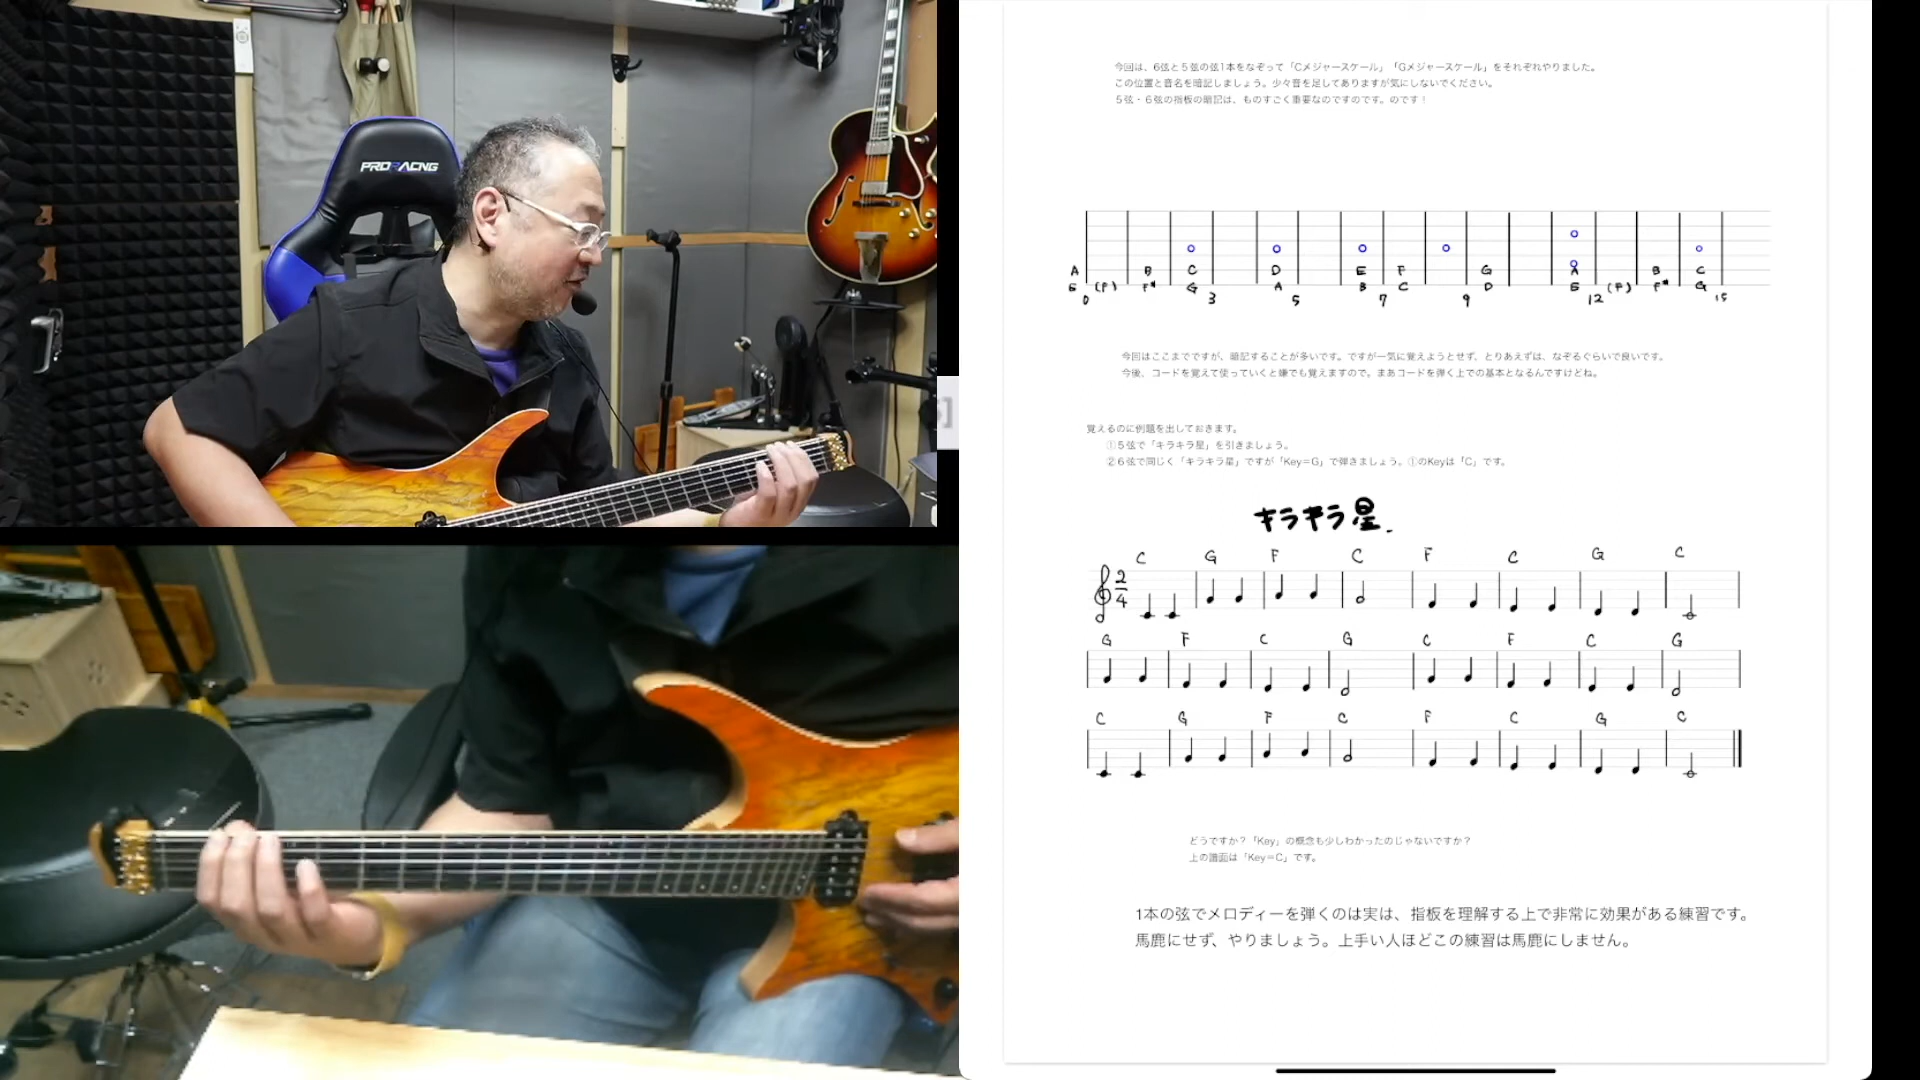 PRORACNG
今回は、6弦と5弦の弦1本をなぞって「Cメジャースケール」「Gメジャースケール」をそれぞれやりました。
この位置と音名を暗記しましょう。少々音を足してありますが気にしないでください。
5弦・6弦の指板の暗記は、ものすごく重要なのですのです。のです！
A B C D E F G A B C
E (F) F# G A B C D E (F) F# G
0 3 5 7 9 12 15
今回はここまでですが、暗記することが多いです。ですが一気に覚えようとせず、とりあえずは、なぞるぐらいで良いです。
今後、コードを覚えて使っていくと嫌でも覚えますので。まあコードを弾く上での基本となるんですけどね。
覚えるのに例題を出しておきます。
①5弦で「キラキラ星」を引きましょう。
②6弦で同じく「キラキラ星」ですが「Key=G」で弾きましょう。①のKeyは「C」です。
キラキラ星.
C G F C F C G C
2
4
G F C G C F C G
C G F C F C G C
どうですか？「Key」の概念も少しわかったのじゃないですか？
上の譜面は「Key=C」です。
1本の弦でメロディーを弾くのは実は、指板を理解する上で非常に効果がある練習です。
馬鹿にせず、やりましょう。上手い人ほどこの練習は馬鹿にしません。